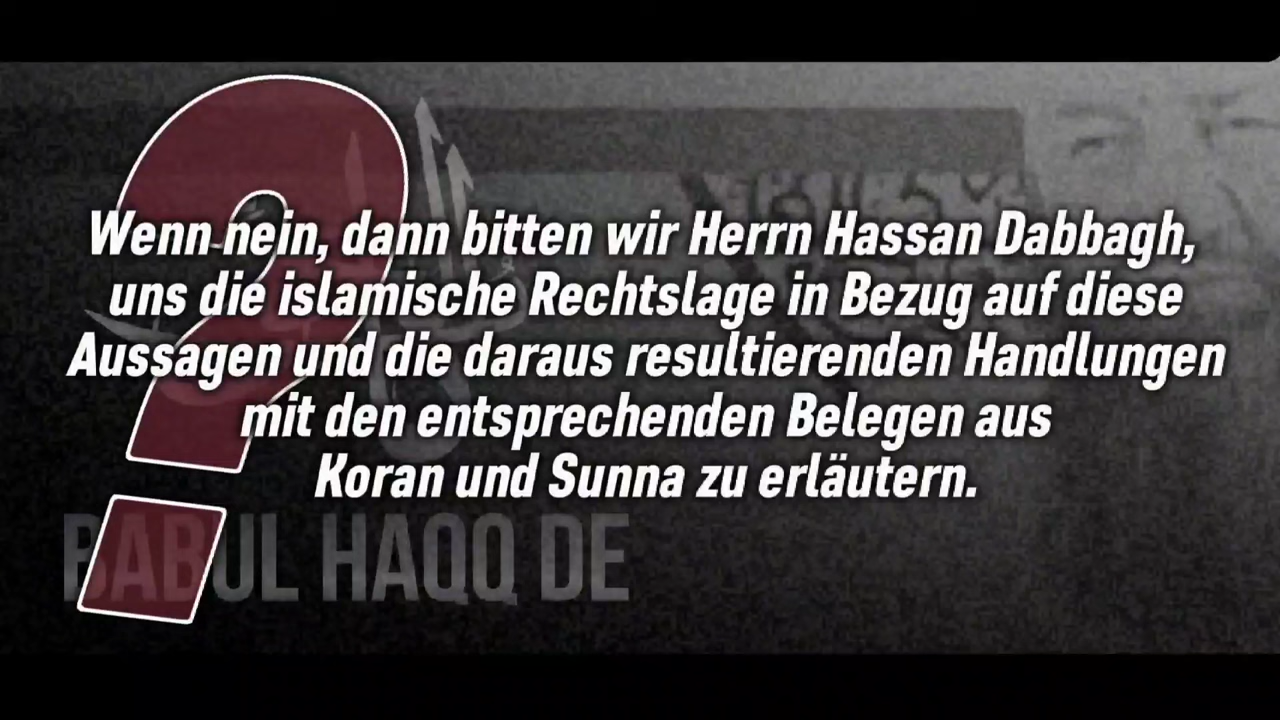 Wenn nein, dann bitten wir Herrn Hassan Dabbagh,
uns die islamische Rechtslage in Bezug auf diese
Aussagen und die daraus resultierenden Handlungen
mit den entsprechenden Belegen aus
Koran und Sunna zu erläutern.
BABUL HAQQ DE
?